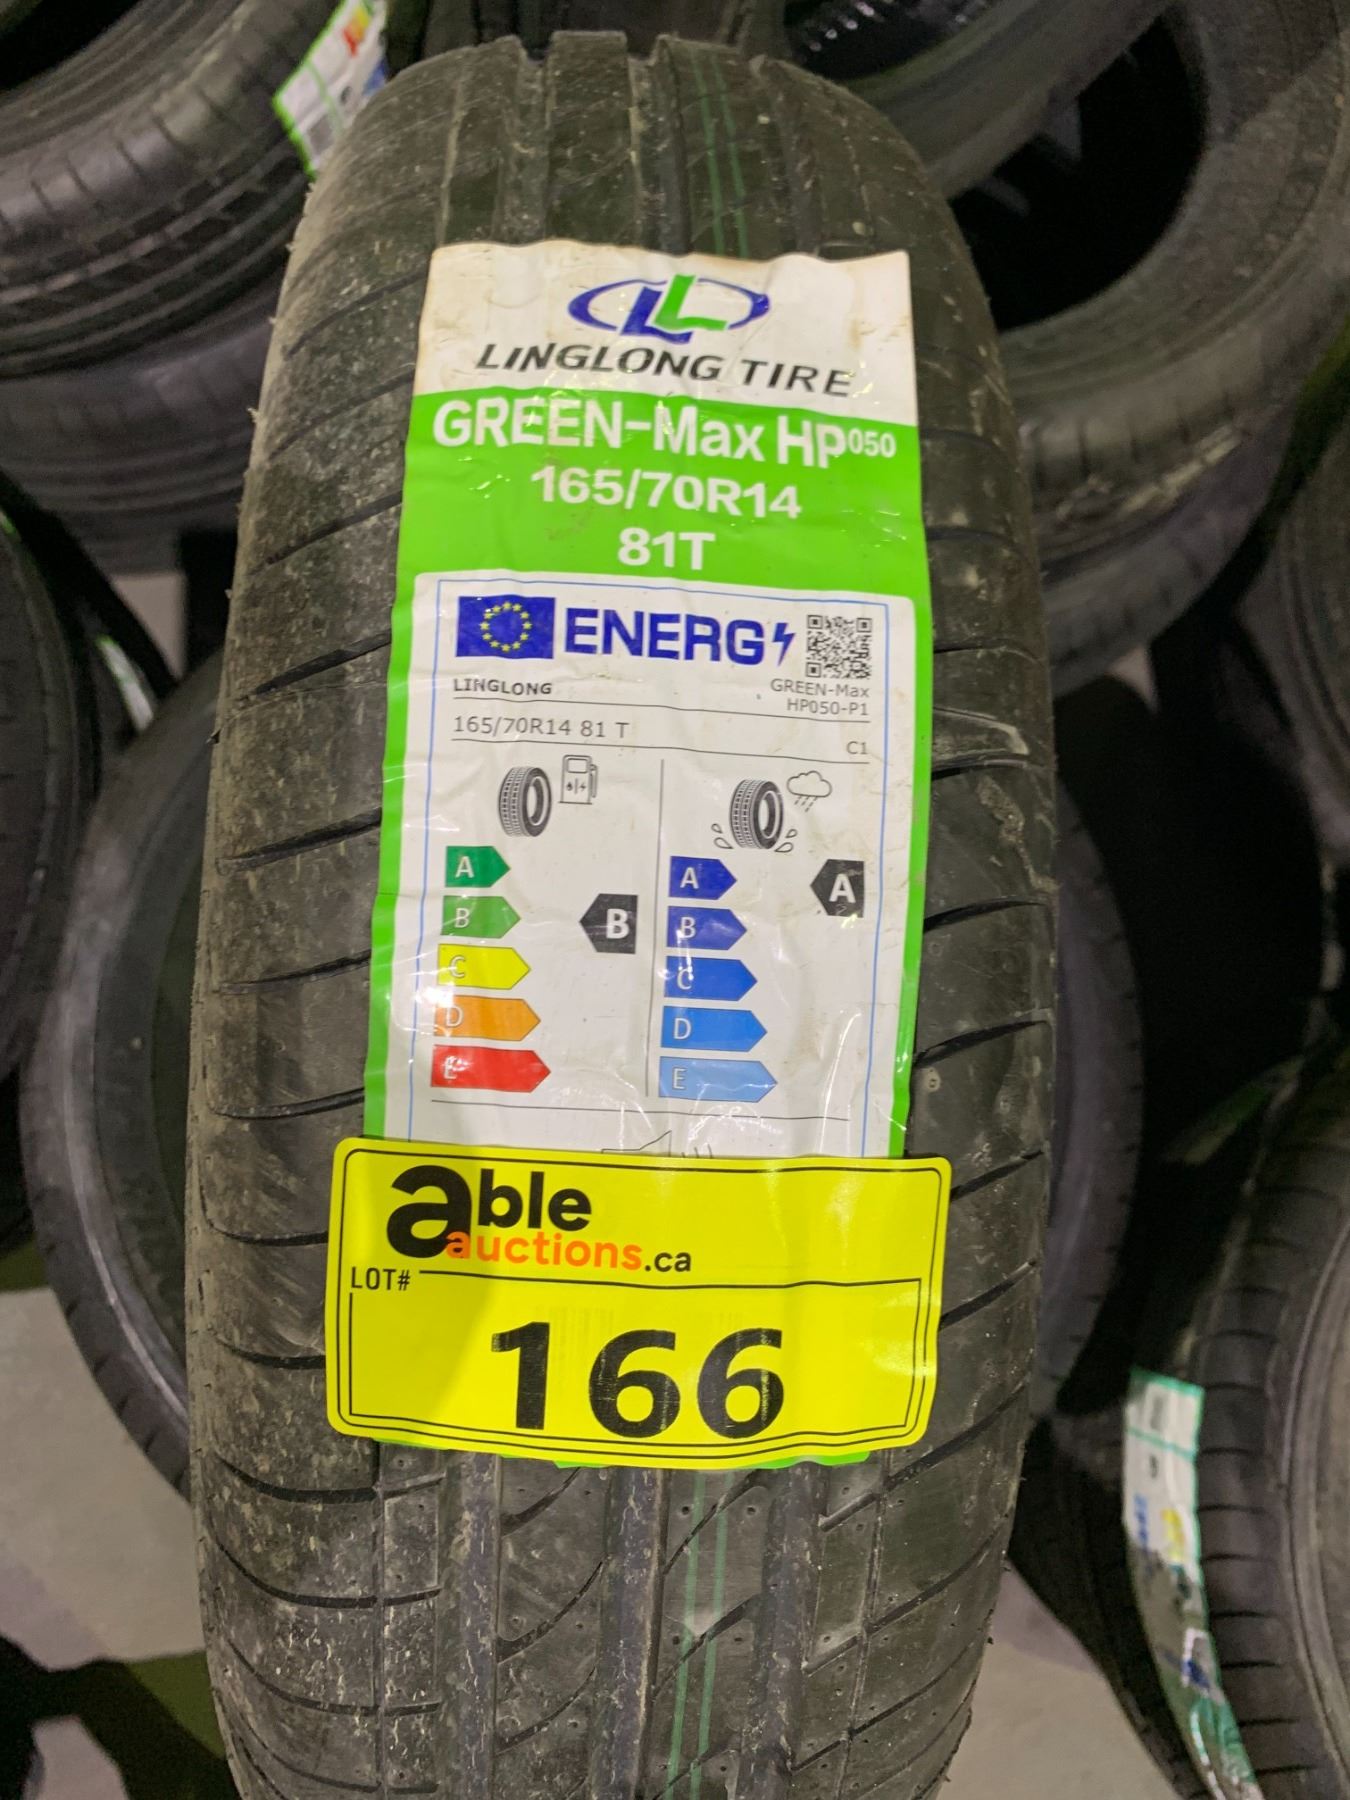 LL
LINGLONG TIRE
GREEN-Max HP050
165/70R14
81T
ENERG
LINGLONG
GREEN-Max
HP050-P1
165/70R14 81 T
C1
A
B
C
D
E
B
A
B
C
D
E
A
able
auctions.ca
LOT#
166